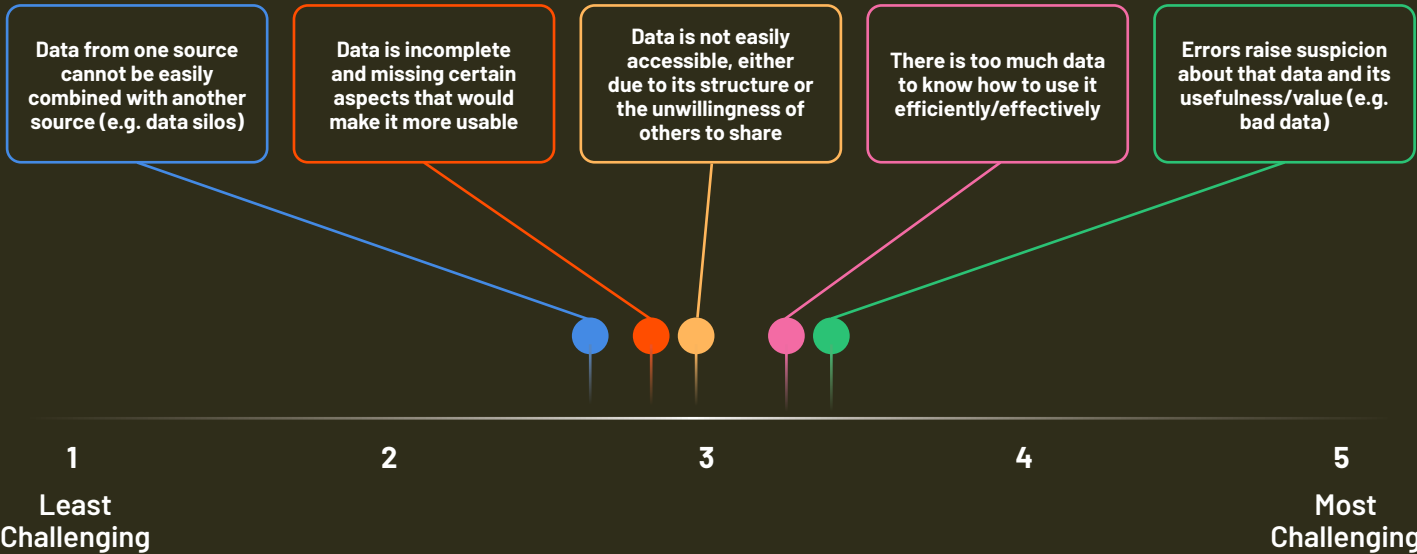 Data from one source
cannot be easily
combined with another
source (e.g. data silos)
Data is incomplete
and missing certain
aspects that would
make it more usable
Data is not easily
accessible, either
due to its structure or
the unwillingness of
others to share
There is too much data
to know how to use it
efficiently/effectively
Errors raise suspicion
about that data and its
usefulness/value (e.g.
bad data)
1
2
3
4
5
Least
Challenging
Most
Challenging